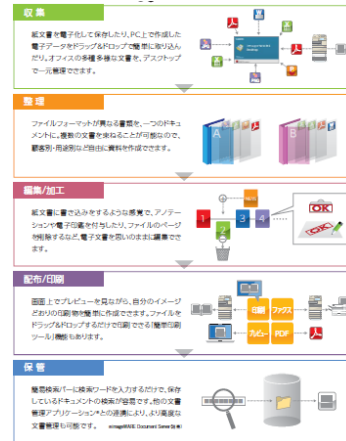 収集
紙文書を電子化して保存したり、PC上で作成した
電子データをドラッグ&ドロップで簡単に取り込ん
だり。オフィスの多種多様な文書を、デスクトップ
で一元管理できます。
整理
ファイルフォーマットが異なる書類を、一つのドキュ
メントに。複数の文書を束ねることが可能なので、
顧客別・用途別など自由に資料を作成できます。
A
B
編集/加工
紙文書に書き込みをするような感覚で、アノテー
ションや電子印鑑を付与したり、ファイルのページ
を削除するなど、電子文書を思いのままに編集でき
ます。
1
2
3
4
OK
OK
配布/印刷
画面上でプレビューを見ながら、自分のイメージ
どおりの印刷物を簡単に作成できます。ファイルを
ドラッグ&ドロップするだけで印刷できる「簡単印刷
ツール」機能もあります。
印刷
ファックス
プレビュー
PDF
保管
簡易検索バーに検索ワードを入力するだけで、保存
しているドキュメントの検索が容易です。他の文書
管理アプリケーション*との連携により、より高度な
文書管理も可能です。